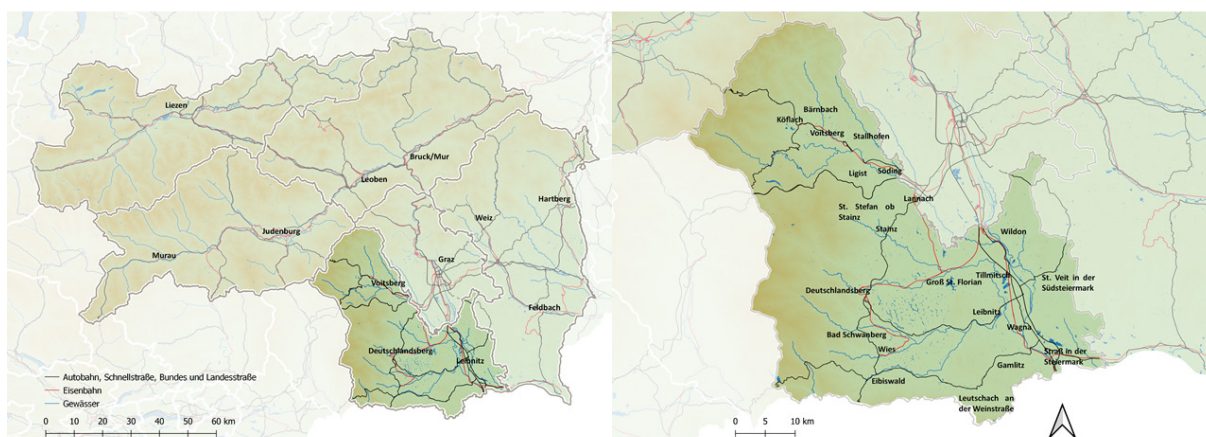 Liezen
Bruck/Mur
Leoben
Hartberg
Weiz
Judenburg
Murau
Graz
Voitsberg
Feldbach
Deutschlandsberg
Leibnitz
Autobahn, Schnellstraße, Bundes und Landesstraße
Eisenbahn
Gewässer
0 10 20 30 40 50 60 km
Bärnbach
Köflach
Voitsberg
Stallhofen
Ligist
Söding
Lannach
St. Stefan ob
Stainz
Stainz
Wildon
Tillmitsch
St. Veit in der
Südsteiermark
Groß St. Florian
Deutschlandsberg
Leibnitz
Wagna
Bad Schwanberg
Wies
Straß in der
Steiermark
Gamlitz
Eibiswald
Leutschach an
der Weinstraße
0 5 10 km